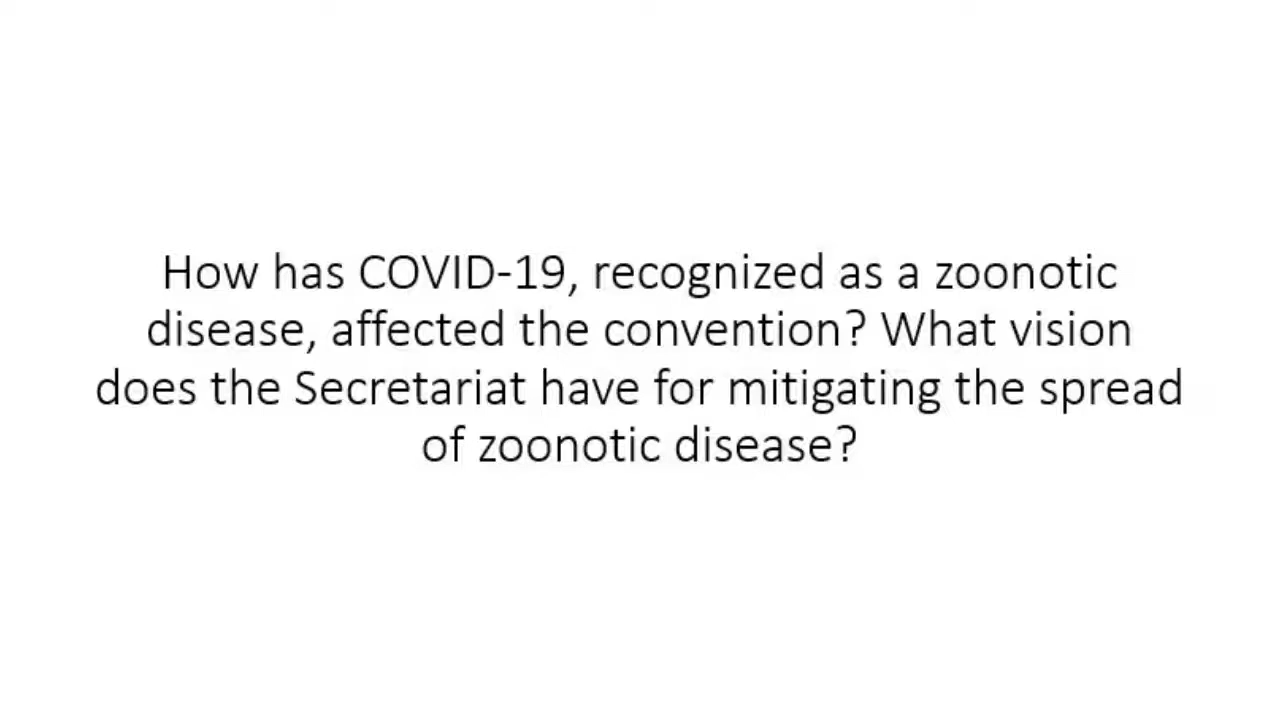 How has COVID-19, recognized as a zoonotic
disease, affected the convention? What vision
does the Secretariat have for mitigating the spread
of zoonotic disease?